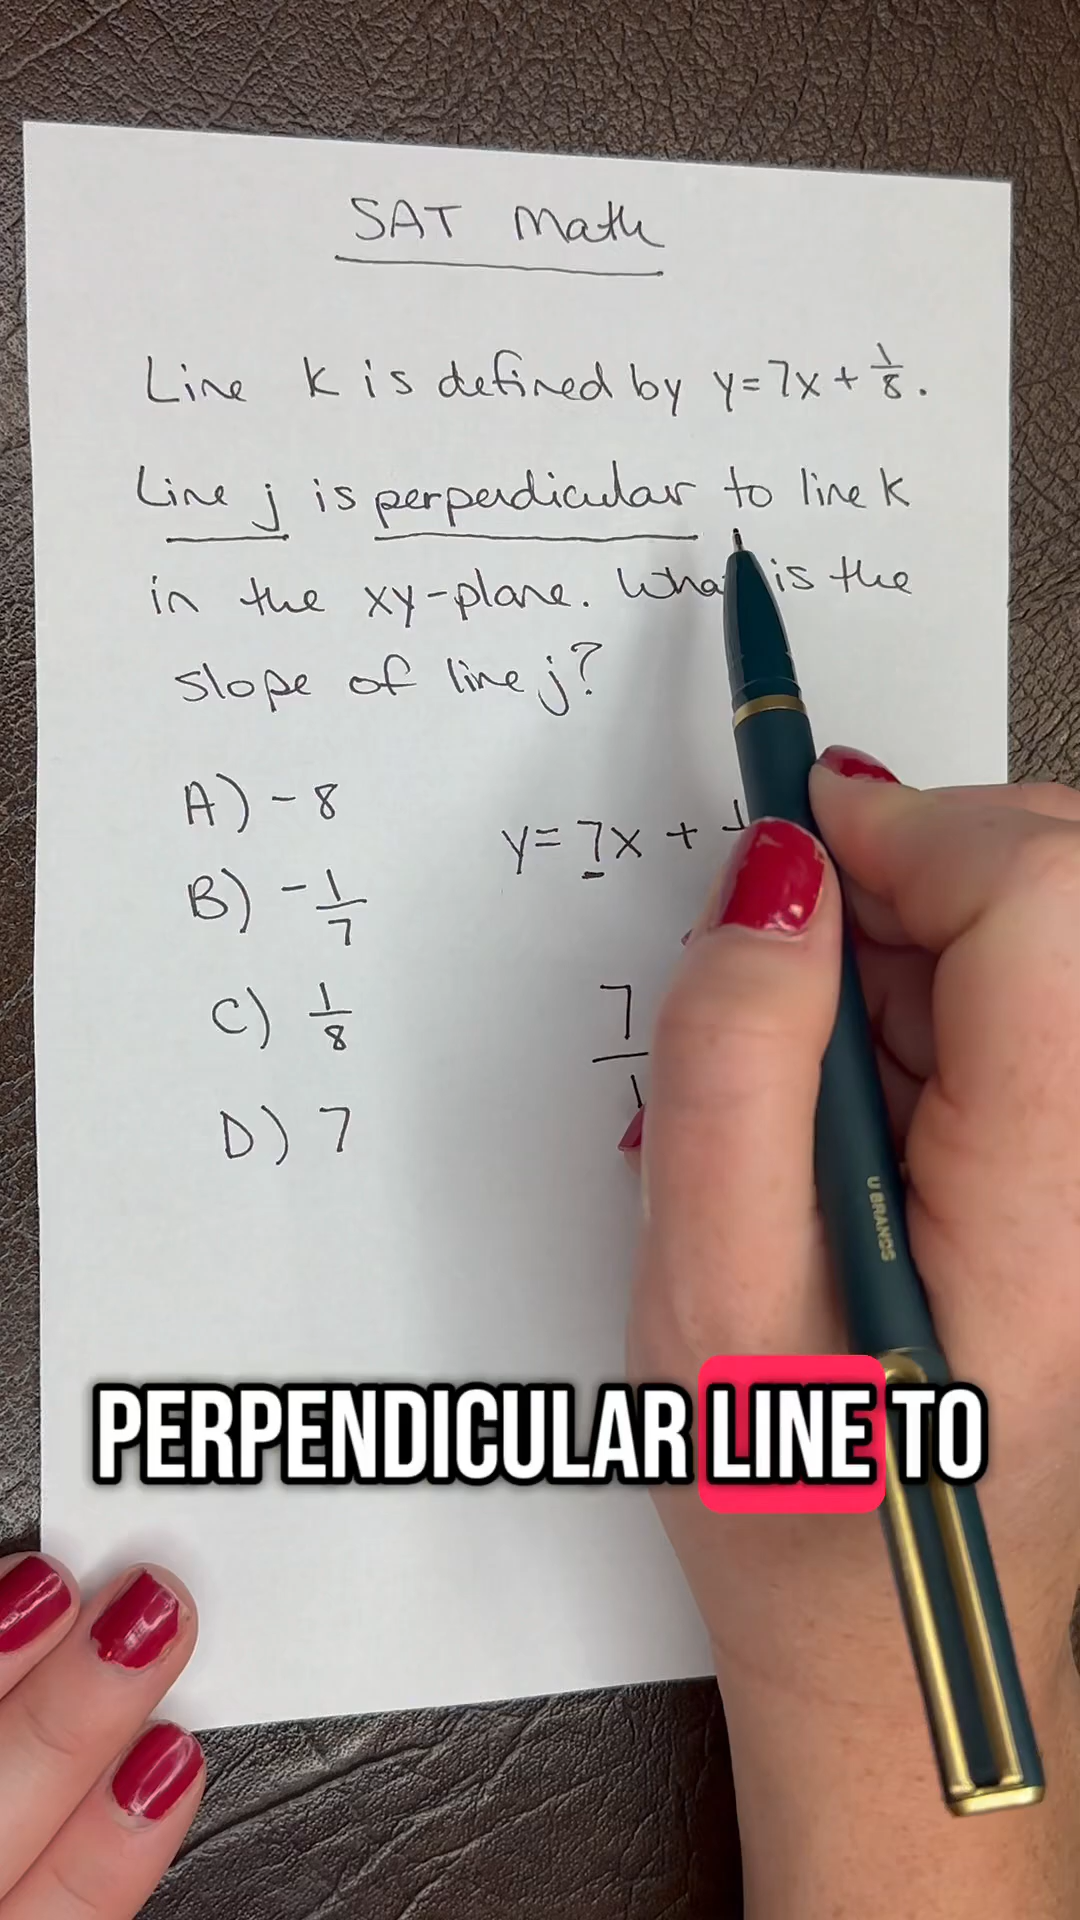 SAT Math
Line k is defined by y=7x+1/8.
Line j is perpendicular to line k
in the xy-plane. What is the
slope of line j?
A) -8
B) -1/7
C) 1/8
D) 7
y=7x+
7/1
U BRANDS
PERPENDICULAR LINE TO